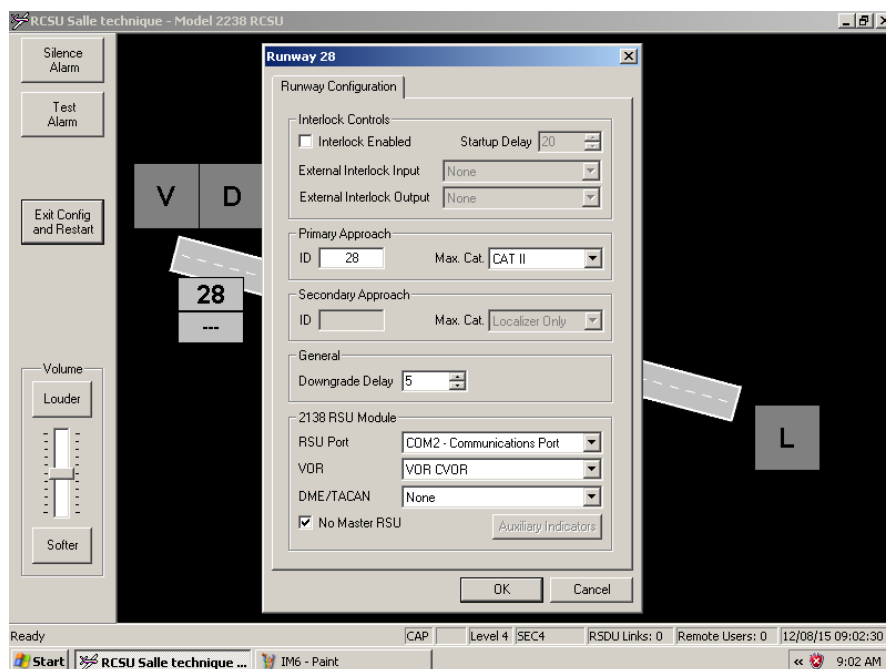 RCSU Salle technique - Model 2238 RCSU
Silence
Alarm
Test
Alarm
Exit Config
and Restart
Volume
Louder
Softer
V D
28
---
L
Runway 28
Runway Configuration
Interlock Controls
Interlock Enabled Startup Delay 20
External Interlock Input None
External Interlock Output None
Primary Approach
ID 28 Max. Cat. CAT II
Secondary Approach
ID Max. Cat. Localizer Only
General
Downgrade Delay 5
2138 RSU Module
RSU Port COM2 - Communications Port
VOR VOR CVOR
DME/TACAN None
No Master RSU Auxiliary Indicators
OK Cancel
Ready CAP Level 4 SEC4 RSDU Links: 0 Remote Users: 0 12/08/15 09:02:30
Start RCSU Salle technique ... IM6 - Paint « 9:02 AM